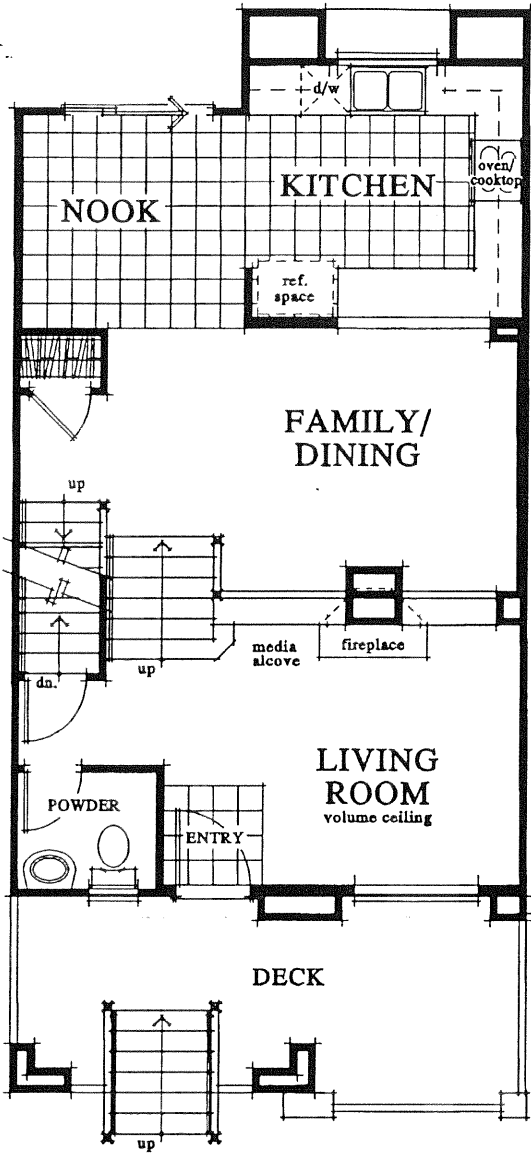 d/w
oven/
cooktop
KITCHEN
NOOK
ref.
space
FAMILY/
DINING
up
media
alcove
fireplace
up
dn.
LIVING
ROOM
volume ceiling
POWDER
ENTRY
DECK
up